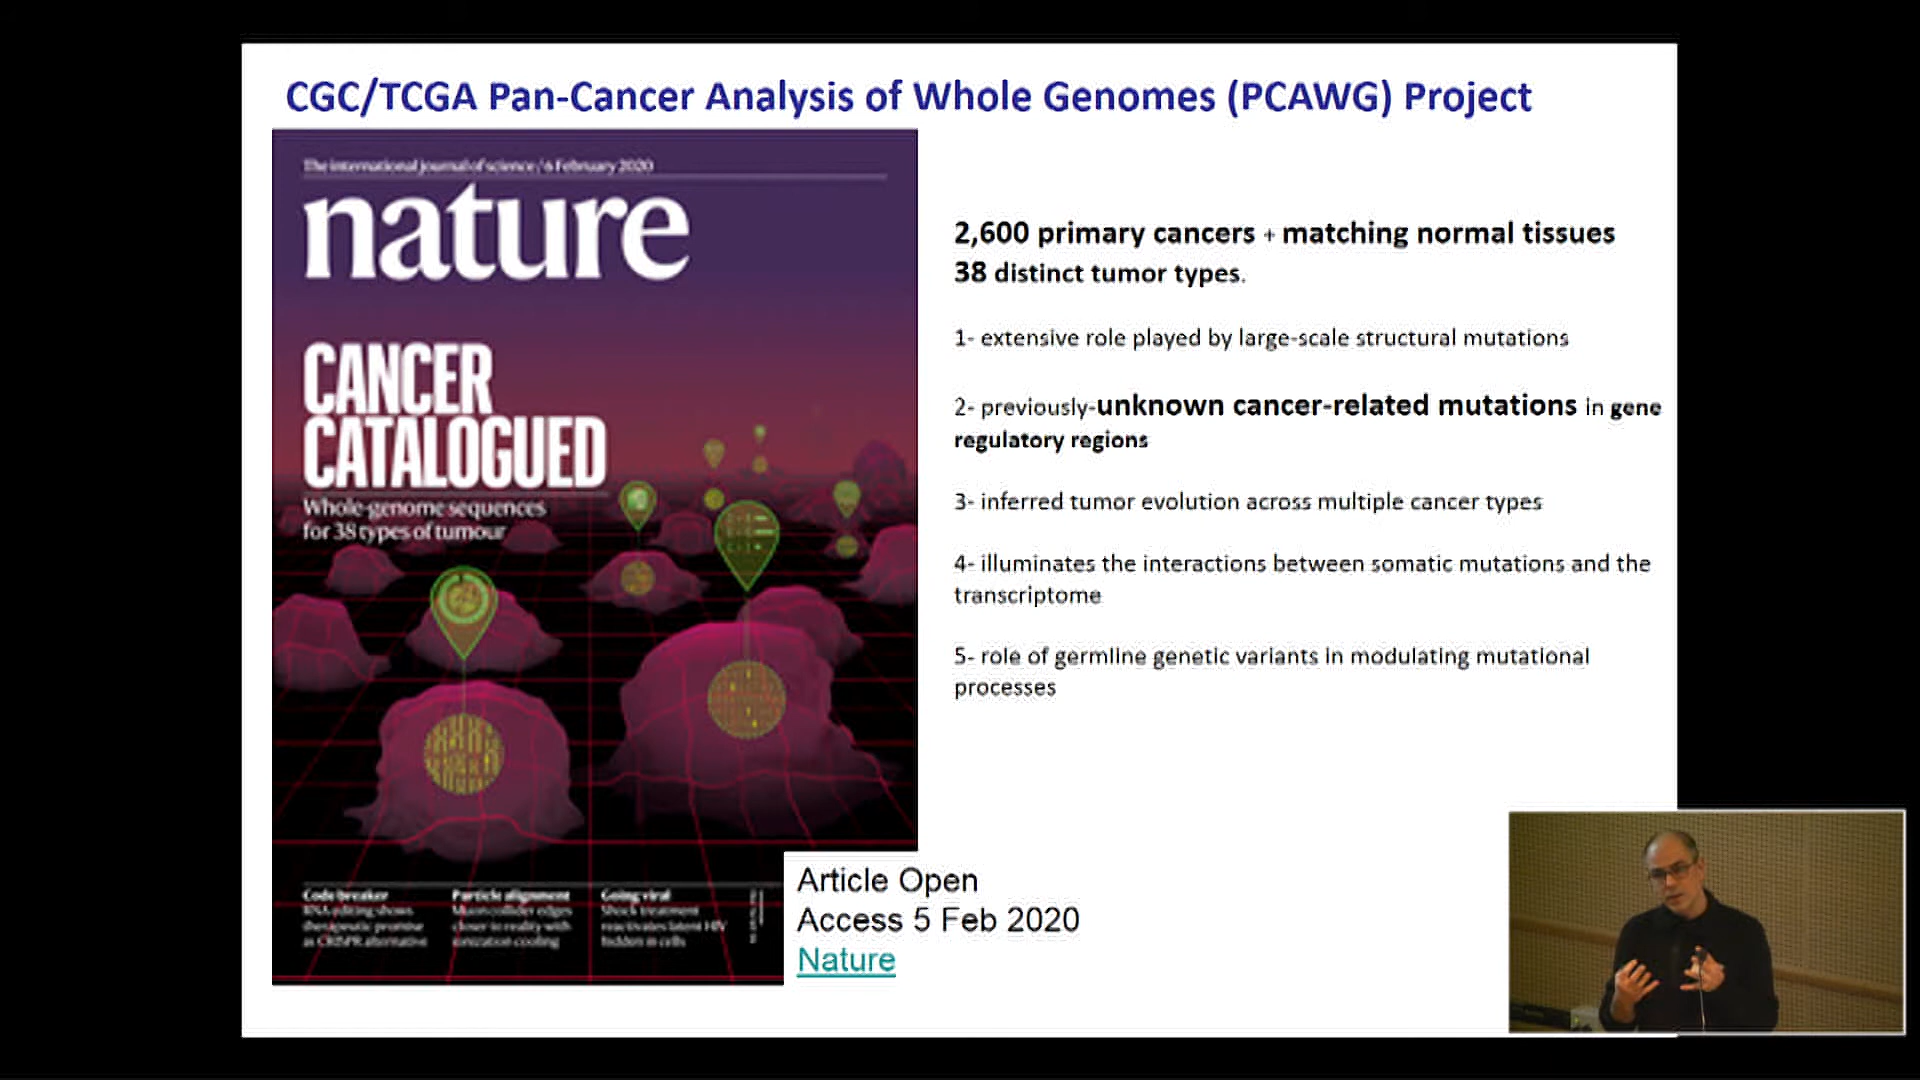 CGC/TCGA Pan-Cancer Analysis of Whole Genomes (PCAWG) Project
The international journal of science / 6 February 2020
nature
CANCER
CATALOGUED
Whole-genome sequences
for 38 types of tumour
Code breaker
RNA editing shows
therapeutic promise
as CRISPR alternative
Particle alignment
Muon collider edges
closer to reality with
ionization cooling
Going viral
Shock treatment
reactivates latent HIV
hidden in cells
2,600 primary cancers + matching normal tissues
38 distinct tumor types.
1- extensive role played by large-scale structural mutations
2- previously-unknown cancer-related mutations in gene
regulatory regions
3- inferred tumor evolution across multiple cancer types
4- illuminates the interactions between somatic mutations and the
transcriptome
5- role of germline genetic variants in modulating mutational
processes
Article Open
Access 5 Feb 2020
Nature